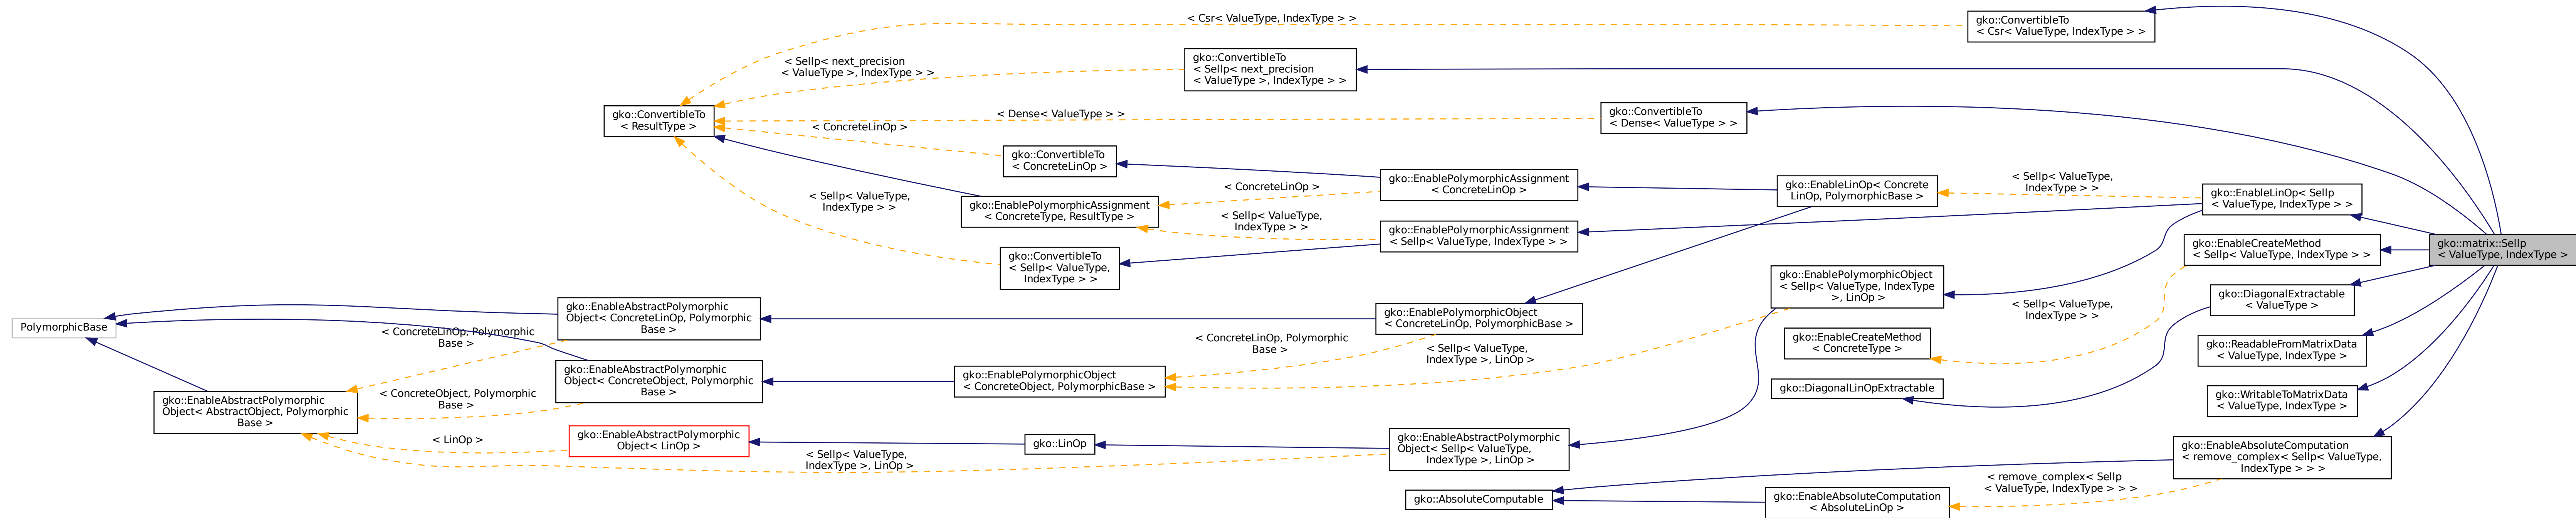 < Csr< ValueType, IndexType > >
gko::ConvertibleTo
< Csr< ValueType, IndexType > >
< Sellp< next_precision
< ValueType >, IndexType > >
gko::ConvertibleTo
< Sellp< next_precision
< ValueType >, IndexType > >
gko::ConvertibleTo
< ResultType >
< Dense< ValueType > >
gko::ConvertibleTo
< Dense< ValueType > >
< ConcreteLinOp >
gko::ConvertibleTo
< ConcreteLinOp >
gko::EnablePolymorphicAssignment
< ConcreteLinOp >
gko::EnableLinOp< Concrete
LinOp, PolymorphicBase >
< Sellp< ValueType,
IndexType > >
gko::EnableLinOp< Sellp
< ValueType, IndexType > >
< Sellp< ValueType,
IndexType > >
gko::EnablePolymorphicAssignment
< ConcreteType, ResultType >
< ConcreteLinOp >
< Sellp< ValueType,
IndexType > >
gko::EnablePolymorphicAssignment
< Sellp< ValueType, IndexType > >
gko::EnableCreateMethod
< Sellp< ValueType, IndexType > >
gko::matrix::Sellp
< ValueType, IndexType >
gko::ConvertibleTo
< Sellp< ValueType,
IndexType > >
gko::EnablePolymorphicObject
< Sellp< ValueType, IndexType
>, LinOp >
< Sellp< ValueType,
IndexType > >
gko::DiagonalExtractable
< ValueType >
PolymorphicBase
gko::EnableAbstractPolymorphic
Object< ConcreteLinOp, Polymorphic
Base >
gko::EnablePolymorphicObject
< ConcreteLinOp, PolymorphicBase >
< ConcreteLinOp, Polymorphic
Base >
< ConcreteLinOp, Polymorphic
Base >
< Sellp< ValueType,
IndexType >, LinOp >
gko::EnableCreateMethod
< ConcreteType >
gko::ReadableFromMatrixData
< ValueType, IndexType >
gko::EnableAbstractPolymorphic
Object< ConcreteObject, Polymorphic
Base >
gko::EnablePolymorphicObject
< ConcreteObject, PolymorphicBase >
gko::DiagonalLinOpExtractable
gko::WritableToMatrixData
< ValueType, IndexType >
gko::EnableAbstractPolymorphic
Object< AbstractObject, Polymorphic
Base >
< ConcreteObject, Polymorphic
Base >
< LinOp >
gko::EnableAbstractPolymorphic
Object< LinOp >
gko::LinOp
gko::EnableAbstractPolymorphic
Object< Sellp< ValueType,
IndexType >, LinOp >
< Sellp< ValueType,
IndexType >, LinOp >
gko::EnableAbsoluteComputation
< remove_complex< Sellp< ValueType,
IndexType > > >
gko::AbsoluteComputable
gko::EnableAbsoluteComputation
< AbsoluteLinOp >
< remove_complex< Sellp
< ValueType, IndexType > > >